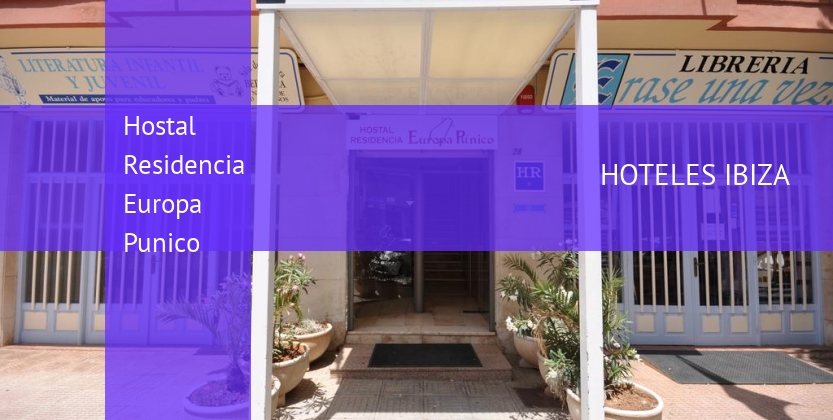 LITERATURA INFANTIL
Y JUVENIL
Material de apoyo para educadores y padres
LIBRERIA
Erase una vez
HOSTAL
RESIDENCIA
Europa Punico
28
HR
Hostal
Residencia
Europa
Punico
HOTELES IBIZA